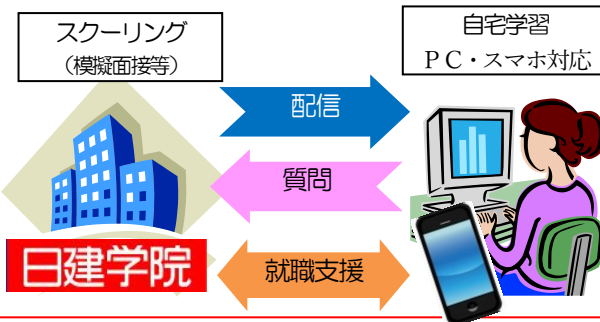 スクーリング
（模擬面接等）
自宅学習
ＰＣ・スマホ対応
配信
質問
就職支援
日建学院